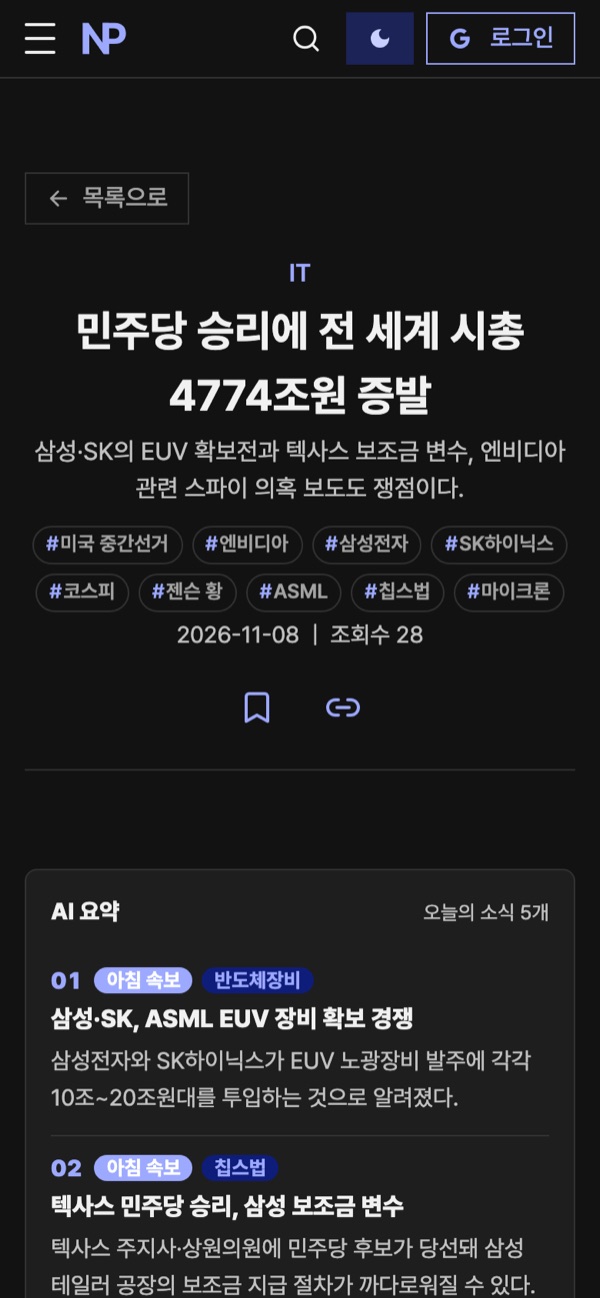 NP
G 로그인
← 목록으로
IT
민주당 승리에 전 세계 시총
4774조원 증발
삼성·SK의 EUV 확보전과 텍사스 보조금 변수, 엔비디아
관련 스파이 의혹 보도도 쟁점이다.
#미국 중간선거 #엔비디아 #삼성전자 #SK하이닉스
#코스피 #젠슨 황 #ASML #칩스법 #마이크론
2026-11-08 | 조회수 28
AI 요약 오늘의 소식 5개
01 아침 속보 반도체장비
삼성·SK, ASML EUV 장비 확보 경쟁
삼성전자와 SK하이닉스가 EUV 노광장비 발주에 각각
10조~20조원대를 투입하는 것으로 알려졌다.
02 아침 속보 칩스법
텍사스 민주당 승리, 삼성 보조금 변수
텍사스 주지사·상원의원에 민주당 후보가 당선돼 삼성
테일러 공장의 보조금 지급 절차가 까다로워질 수 있다.